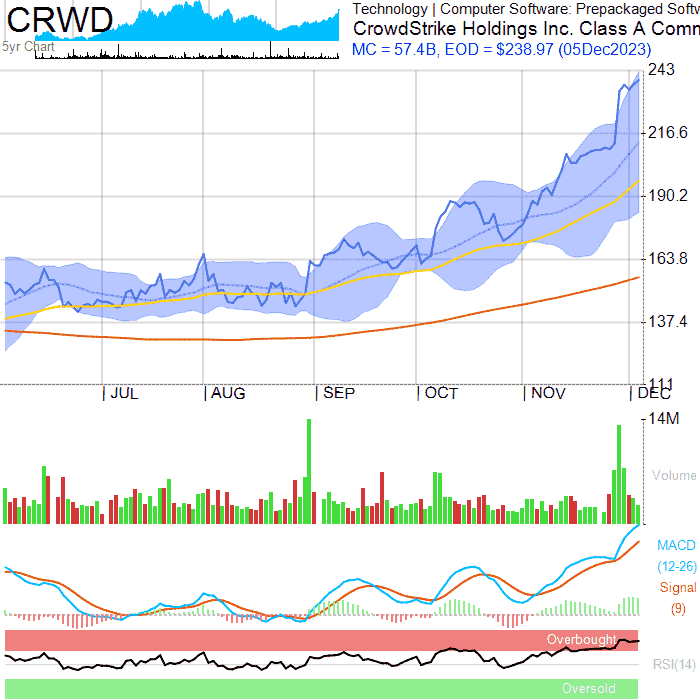 CRWD
5yr Chart
Technology | Computer Software: Prepackaged Softw
CrowdStrike Holdings Inc. Class A Comm
MC = 57.4B, EOD = $238.97 (05Dec2023)
243
216.6
190.2
163.8
137.4
111
| JUL | AUG | SEP | OCT | NOV | DEC
14M
Volume
MACD
(12-26)
Signal
(9)
Overbought
RSI(14)
Oversold